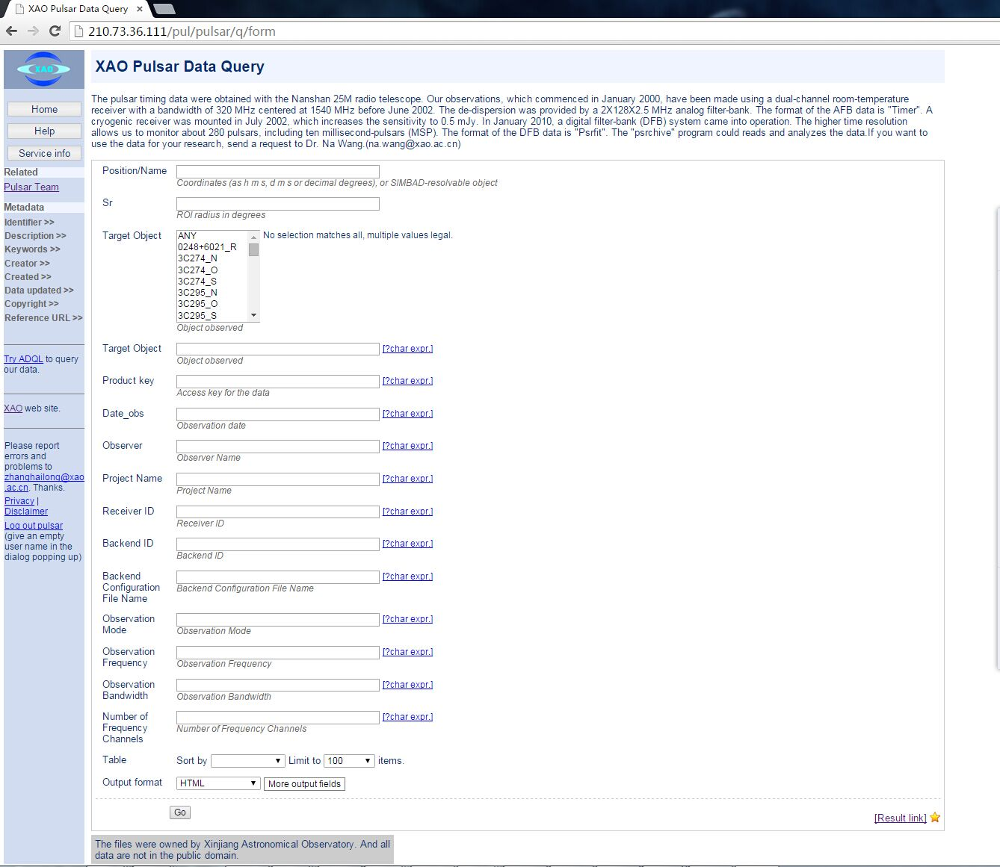 XAO Pulsar Data Query ×
210.73.36.111/pul/pulsar/q/form
XAO
Home
Help
Service info
Related
Pulsar Team
Metadata
Identifier >>
Description >>
Keywords >>
Creator >>
Created >>
Data updated >>
Copyright >>
Reference URL >>
Try ADQL to query
our data.
XAO web site.
Please report
errors and
problems to
zhanghailong@xao
.ac.cn. Thanks.
Privacy |
Disclaimer
Log out pulsar
(give an empty
user name in the
dialog popping up)
XAO Pulsar Data Query
The pulsar timing data were obtained with the Nanshan 25M radio telescope. Our observations, which commenced in January 2000, have been made using a dual-channel room-temperature
receiver with a bandwidth of 320 MHz centered at 1540 MHz before June 2002. The de-dispersion was provided by a 2X128X2.5 MHz analog filter-bank. The format of the AFB data is "Timer". A
cryogenic receiver was mounted in July 2002, which increases the sensitivity to 0.5 mJy. In January 2010, a digital filter-bank (DFB) system came into operation. The higher time resolution
allows us to monitor about 280 pulsars, including ten millisecond-pulsars (MSP). The format of the DFB data is "Psrfit". The "psrchive" program could reads and analyzes the data.If you want to
use the data for your research, send a request to Dr. Na Wang.(na.wang@xao.ac.cn)
Position/Name
Coordinates (as h m s, d m s or decimal degrees), or SIMBAD-resolvable object
Sr
ROI radius in degrees
Target Object
ANY
0248+6021_R
3C274_N
3C274_O
3C274_S
3C295_N
3C295_O
3C295_S
No selection matches all, multiple values legal.
Object observed
Target Object [?char expr.]
Object observed
Product key [?char expr.]
Access key for the data
Date_obs [?char expr.]
Observation date
Observer [?char expr.]
Observer Name
Project Name [?char expr.]
Project Name
Receiver ID [?char expr.]
Receiver ID
Backend ID [?char expr.]
Backend ID
Backend
Configuration
File Name
[?char expr.]
Backend Configuration File Name
Observation
Mode
[?char expr.]
Observation Mode
Observation
Frequency
[?char expr.]
Observation Frequency
Observation
Bandwidth
[?char expr.]
Observation Bandwidth
Number of
Frequency
Channels
[?char expr.]
Number of Frequency Channels
Table Sort by Limit to 100 items.
Output format HTML More output fields
Go
[Result link]
The files were owned by Xinjiang Astronomical Observatory. And all
data are not in the public domain.